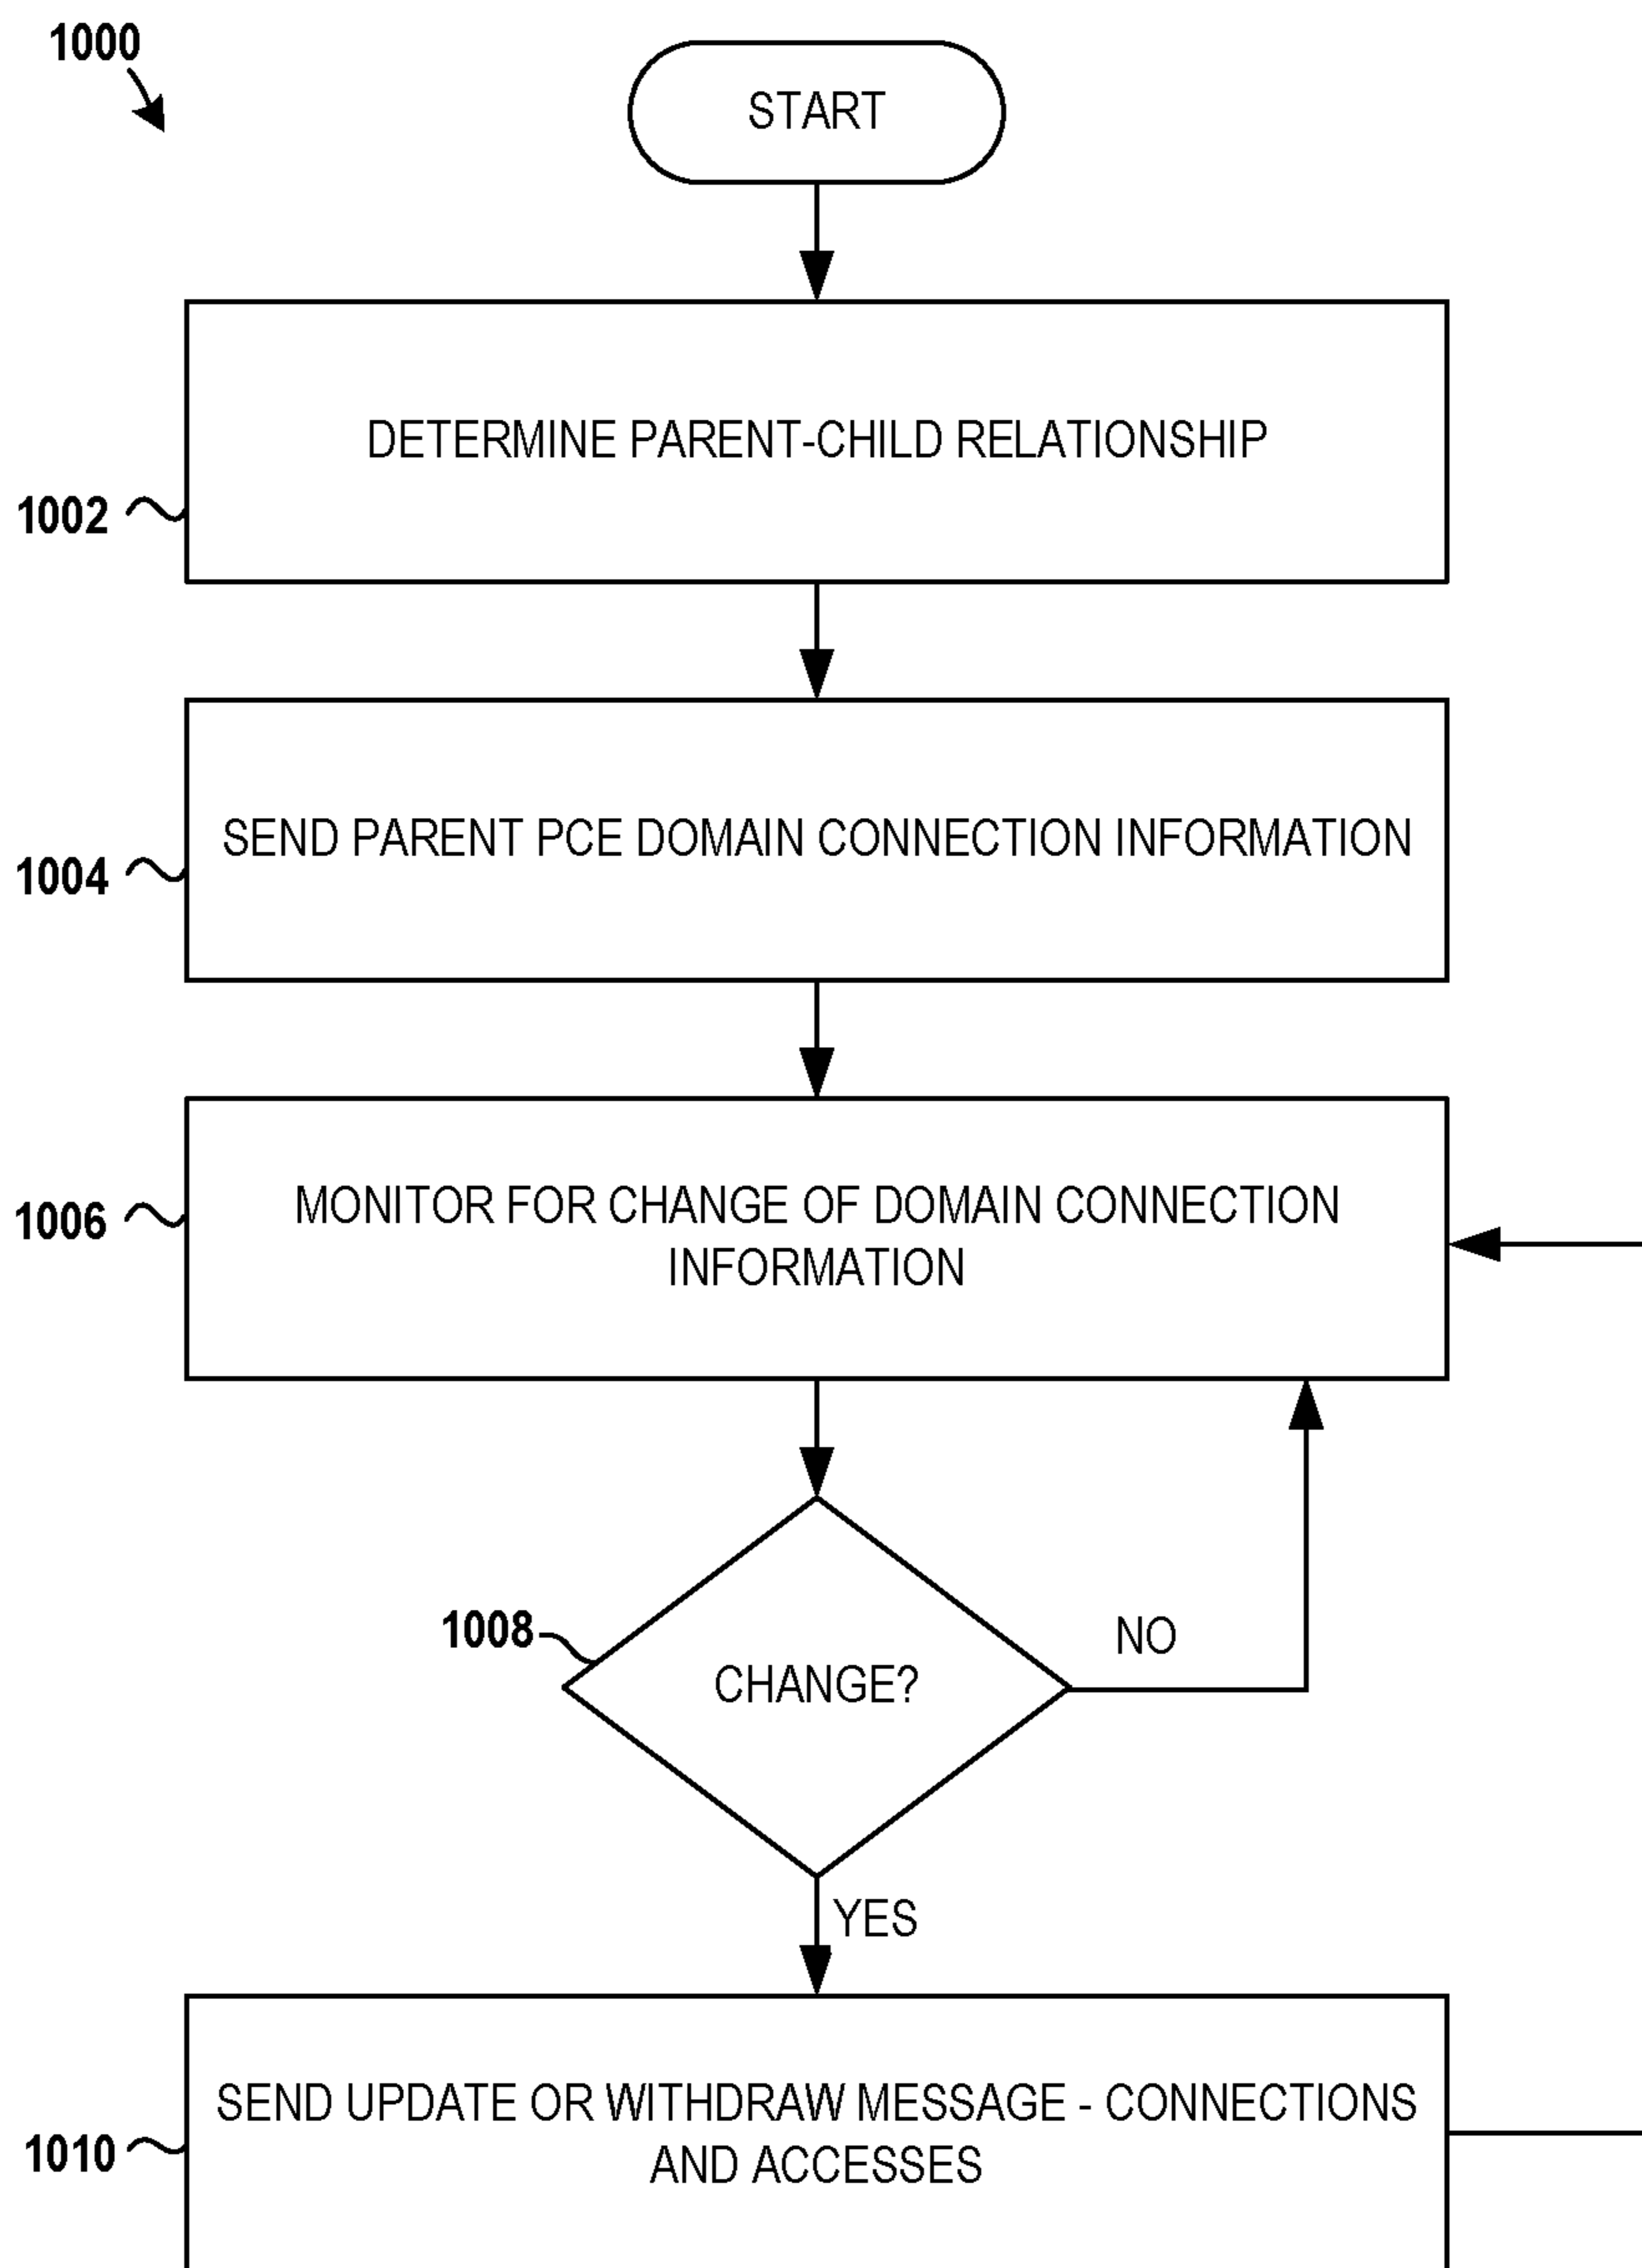 1000
START
DETERMINE PARENT-CHILD RELATIONSHIP
1002
SEND PARENT PCE DOMAIN CONNECTION INFORMATION
1004
MONITOR FOR CHANGE OF DOMAIN CONNECTION
INFORMATION
1006
1008
CHANGE?
NO
YES
SEND UPDATE OR WITHDRAW MESSAGE - CONNECTIONS
AND ACCESSES
1010